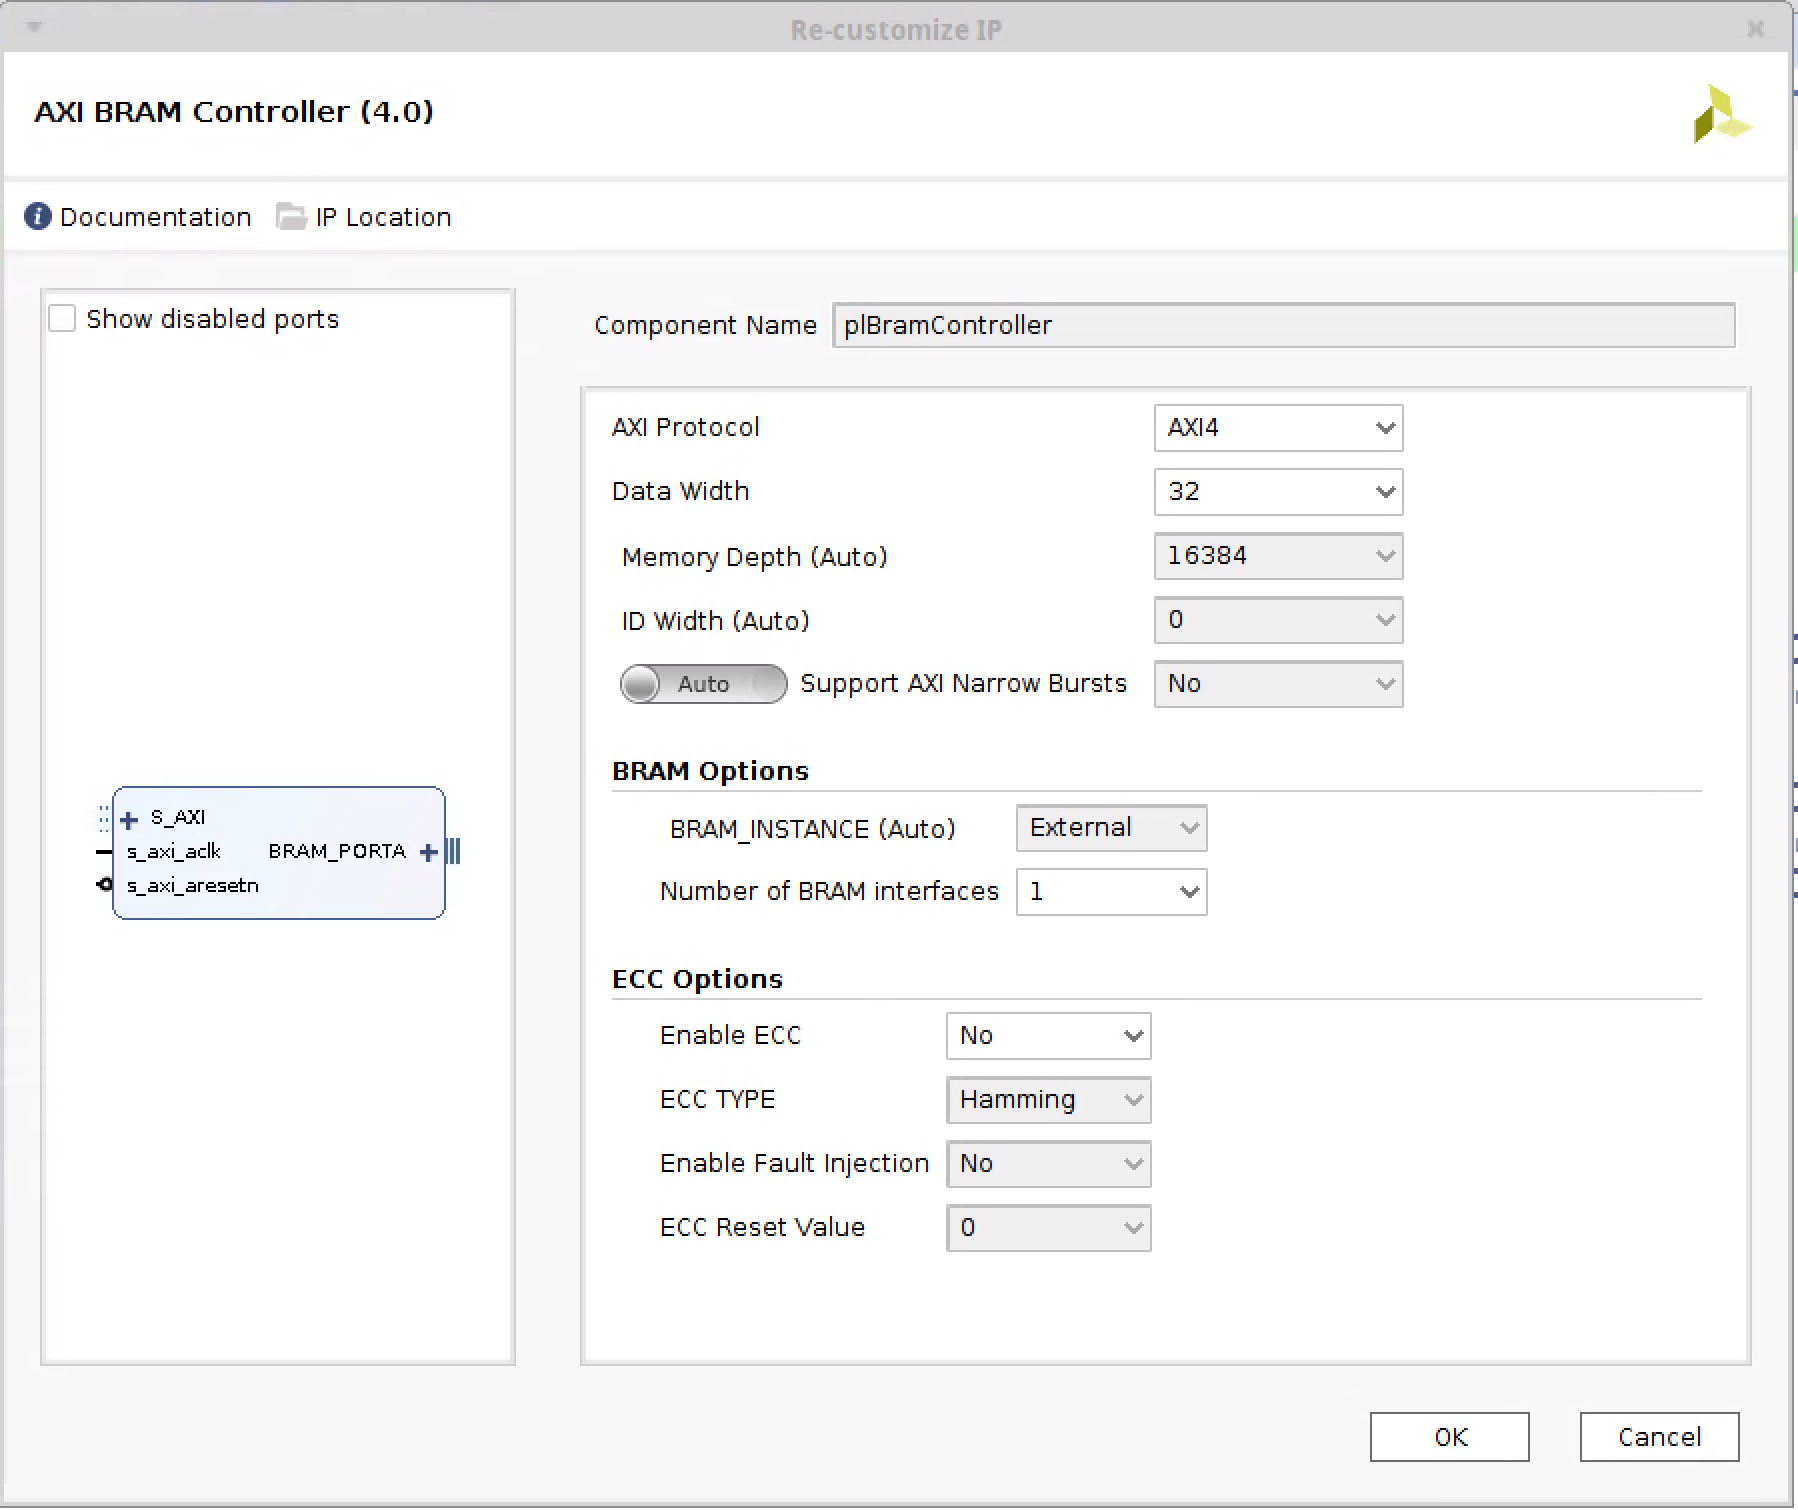 Re-customize IP
AXI BRAM Controller (4.0)
Documentation IP Location
Show disabled ports
S_AXI
s_axi_aclk BRAM_PORTA
s_axi_aresetn
Component Name plBramController
AXI Protocol AXI4
Data Width 32
Memory Depth (Auto) 16384
ID Width (Auto) 0
Auto Support AXI Narrow Bursts No
BRAM Options
BRAM_INSTANCE (Auto) External
Number of BRAM interfaces 1
ECC Options
Enable ECC No
ECC TYPE Hamming
Enable Fault Injection No
ECC Reset Value 0
OK Cancel